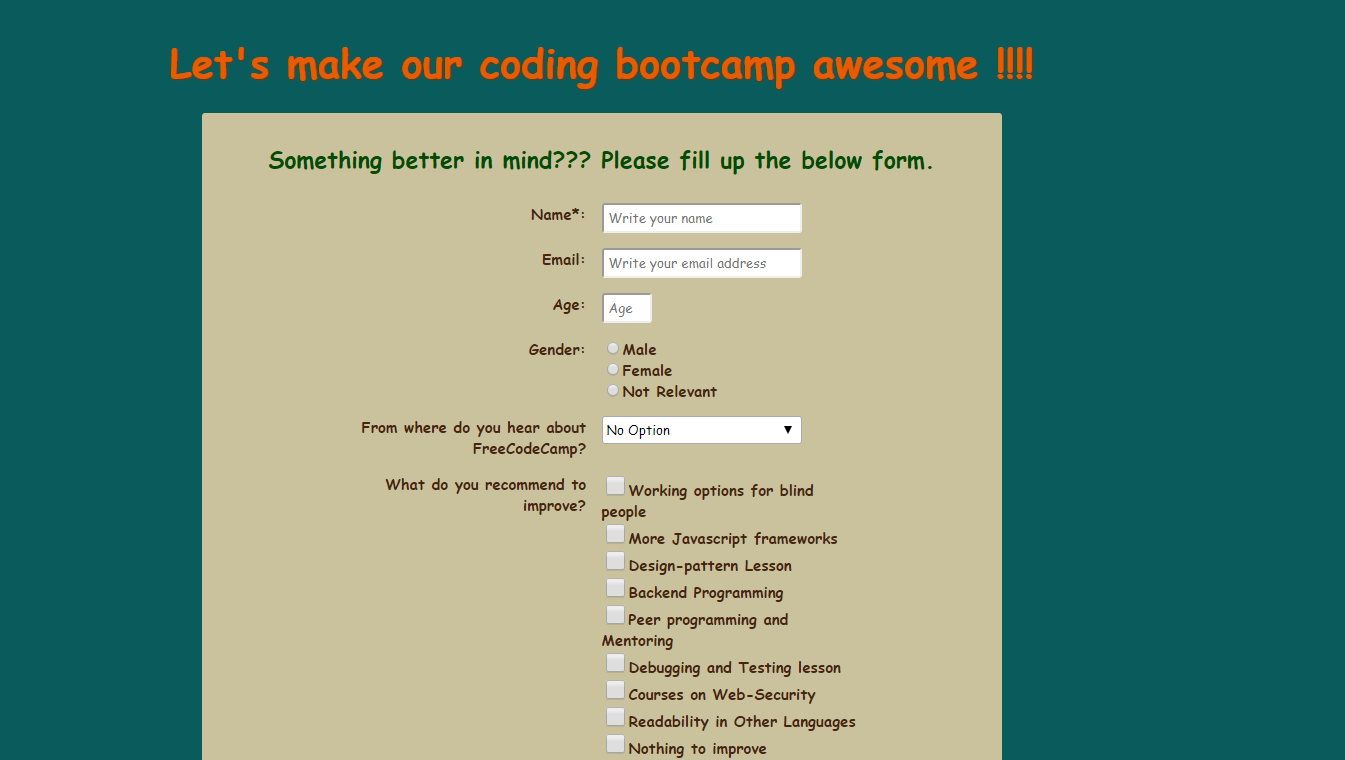 Let's make our coding bootcamp awesome !!!!
Something better in mind??? Please fill up the below form.
Name*: Write your name
Email: Write your email address
Age: Age
Gender: Male
Female
Not Relevant
From where do you hear about
FreeCodeCamp?
No Option
What do you recommend to
improve?
Working options for blind
people
More Javascript frameworks
Design-pattern Lesson
Backend Programming
Peer programming and
Mentoring
Debugging and Testing lesson
Courses on Web-Security
Readability in Other Languages
Nothing to improve